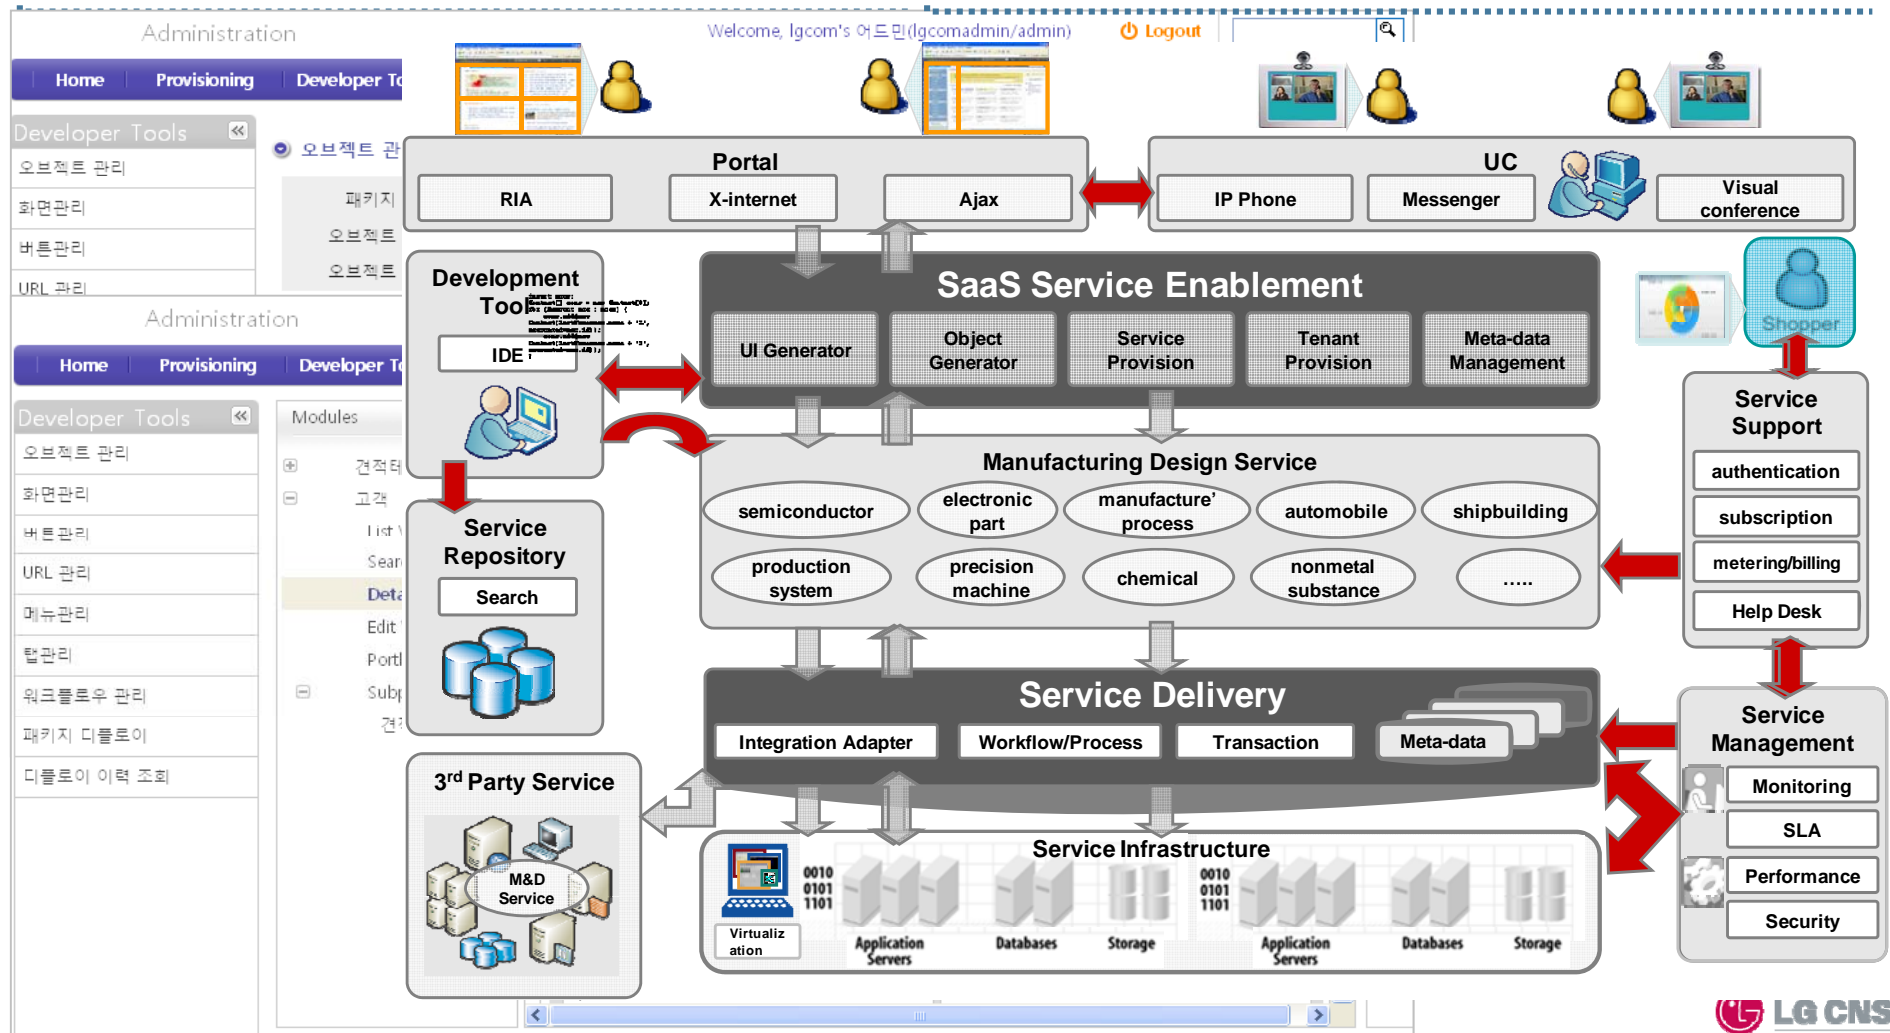 Administration
Welcome, lgcom's 어드민(lgcomadmin/admin)
Logout
Home
Provisioning
Developer
Developer Tools
오브젝트 관리
화면관리
버튼관리
URL 관리
오브젝트
패키지
오브젝트
오브젝트
Administration
Home
Provisioning
Developer
Developer Tools
오브젝트 관리
화면관리
버튼관리
URL 관리
메뉴관리
탭관리
워크플로우 관리
패키지 디플로이
디플로이 이력 조회
Modules
고객
List
Edit
Portal
RIA
X-internet
Ajax
UC
IP Phone
Messenger
Visual
conference
Development
Tool
IDE
SaaS Service Enablement
UI Generator
Object
Generator
Service
Provision
Tenant
Provision
Meta-data
Management
Shopper
Service
Support
authentication
subscription
metering/billing
Help Desk
Manufacturing Design Service
semiconductor
electronic
part
manufacture'
process
automobile
shipbuilding
production
system
precision
machine
chemical
nonmetal
substance
.....
Service
Repository
Search
Service Delivery
Integration Adapter
Workflow/Process
Transaction
Meta-data
Service
Management
Monitoring
SLA
Performance
Security
3rd Party Service
M&D
Service
Service Infrastructure
Virtualiz
ation
0010
0101
1101
Application
Servers
Databases
Storage
0010
0101
1101
Application
Servers
Databases
Storage
LG CNS